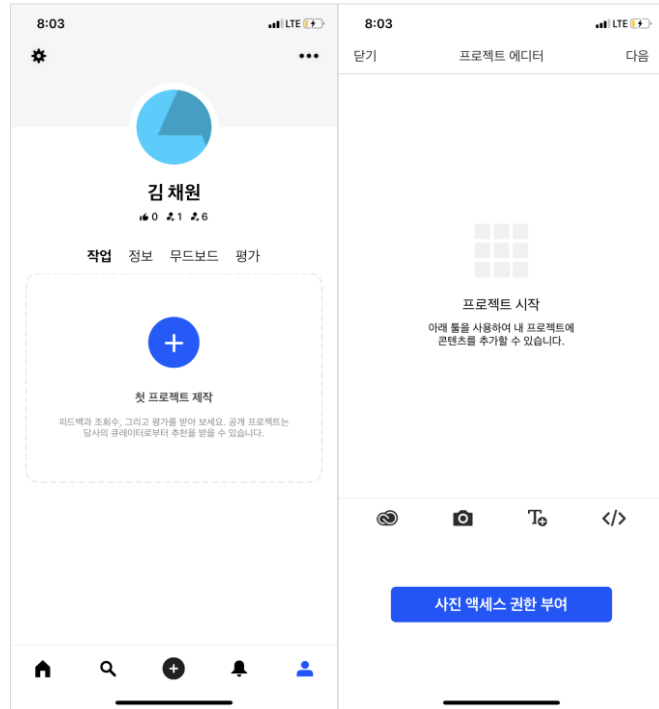 8:03
LTE
김 채원
0 1 6
작업 정보 무드보드 평가
첫 프로젝트 제작
피드백과 조회수, 그리고 평가를 받아 보세요. 공개 프로젝트는
당사의 큐레이터로부터 추천을 받을 수 있습니다.
8:03
LTE
닫기 프로젝트 에디터 다음
프로젝트 시작
아래 툴을 사용하여 내 프로젝트에
콘텐츠를 추가할 수 있습니다.
사진 액세스 권한 부여